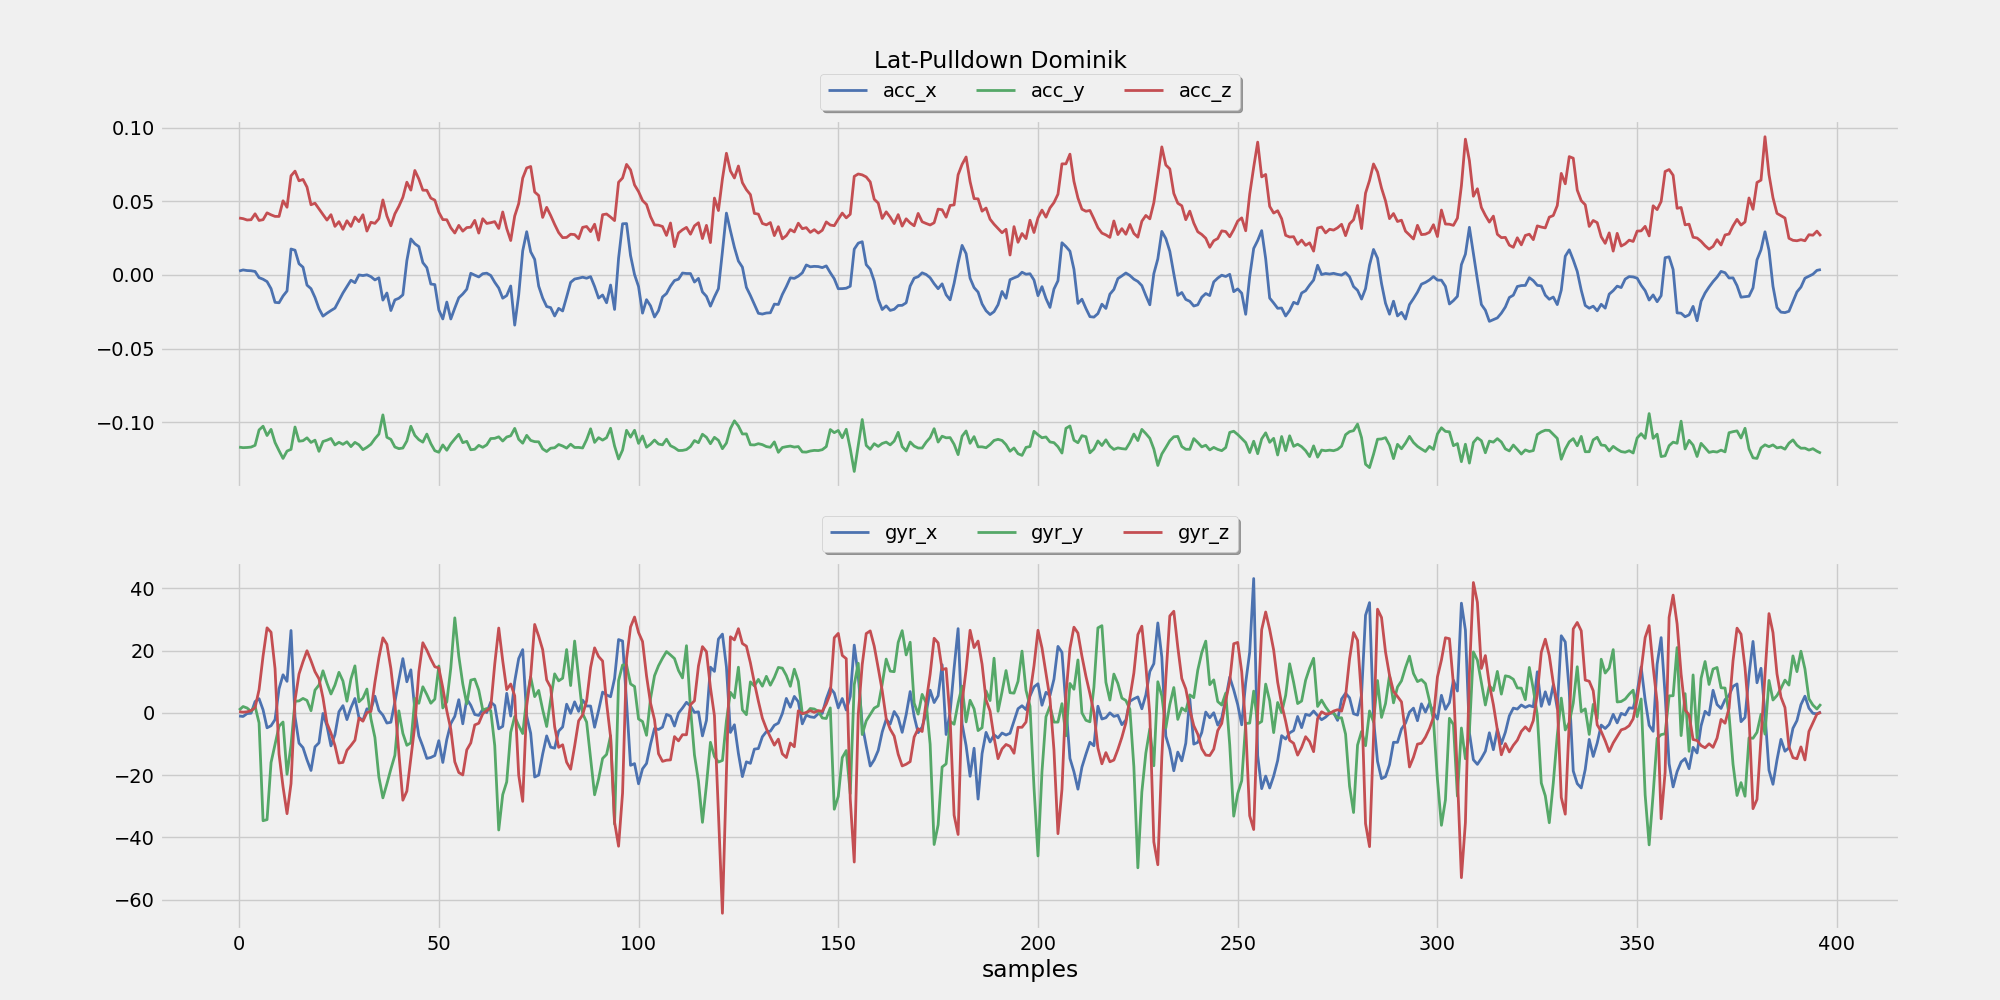 Lat-Pulldown Dominik
acc_x acc_y acc_z
0.10
0.05
0.00
−0.05
−0.10
gyr_x gyr_y gyr_z
40
20
0
−20
−40
−60
0 50 100 150 200 250 300 350 400
samples